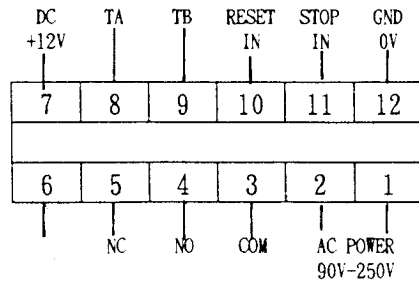 DC TA TB RESET STOP GND
+12V IN IN 0V
7 8 9 10 11 12
6 5 4 3 2 1
NC NO COM AC POWER
90V-250V